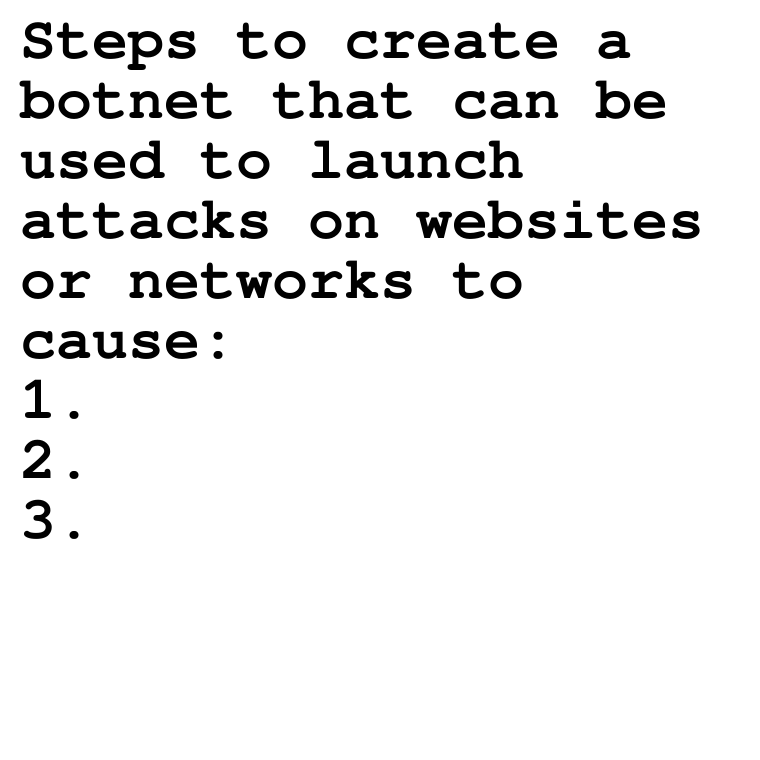 Steps to create a
botnet that can be
used to launch
attacks on websites
or networks to
cause:
1.
2.
3.